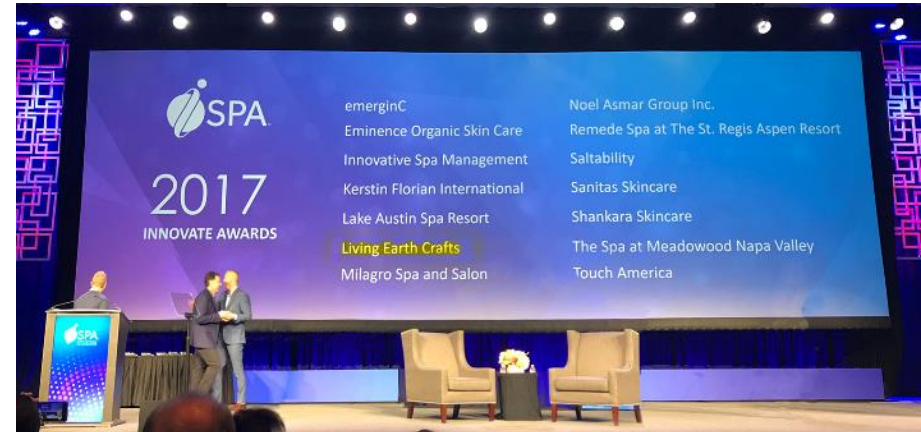 iSPA
2017
INNOVATE AWARDS
emerginC
Eminence Organic Skin Care
Innovative Spa Management
Kerstin Florian International
Lake Austin Spa Resort
Living Earth Crafts
Milagro Spa and Salon
Noel Asmar Group Inc.
Remede Spa at The St. Regis Aspen Resort
Saltability
Sanitas Skincare
Shankara Skincare
The Spa at Meadowood Napa Valley
Touch America
iSPA